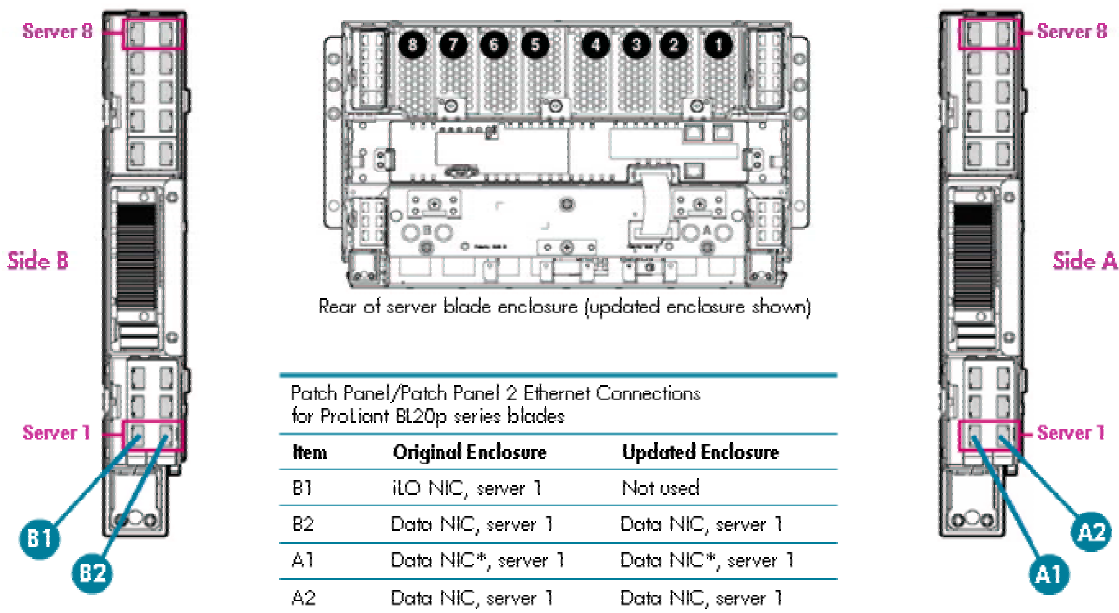 Server 8
Server 8
8 7 6 5 4 3 2 1
Side B
Side A
B A
Rear of server blade enclosure (updated enclosure shown)
Patch Panel/Patch Panel 2 Ethernet Connections
for ProLiant BL20p series blades
Server 1
Server 1
Item Original Enclosure Updated Enclosure
B1 iLO NIC, server 1 Not used
B2 Data NIC, server 1 Data NIC, server 1
A1 Data NIC*, server 1 Data NIC*, server 1
A2 Data NIC, server 1 Data NIC, server 1
B1
B2
A2
A1